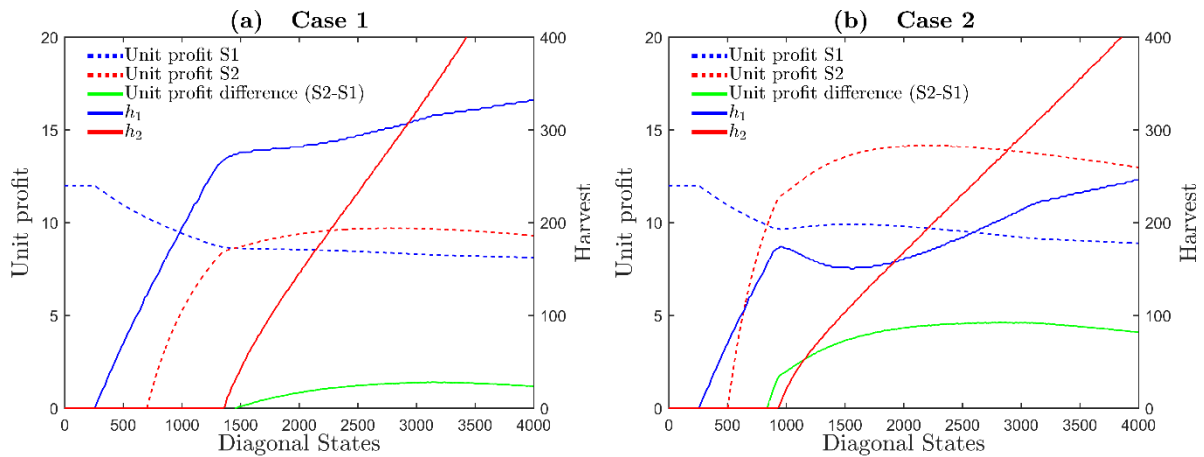 (a) Case 1
Unit profit S1
Unit profit S2
Unit profit difference (S2-S1)
h₁
h₂
Unit profit
20
15
10
5
0
0 500 1000 1500 2000 2500 3000 3500 4000
Diagonal States
400
300
200
100
0
Harvest
(b) Case 2
Unit profit S1
Unit profit S2
Unit profit difference (S2-S1)
h₁
h₂
Unit profit
20
15
10
5
0
0 500 1000 1500 2000 2500 3000 3500 4000
Diagonal States
400
300
200
100
0
Harvest